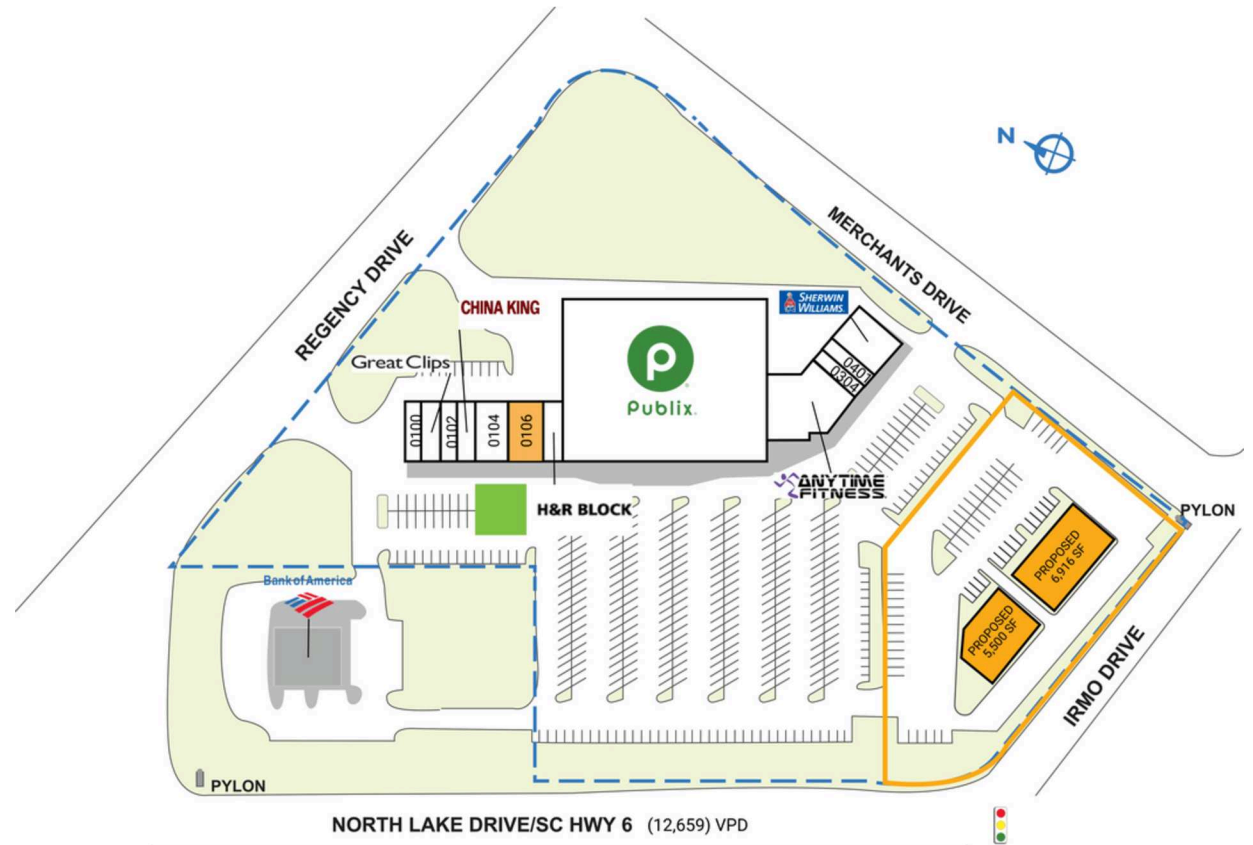 N
MERCHANTS DRIVE
REGENCY DRIVE
CHINA KING
SHERWIN
WILLIAMS.
Great Clips
Publix.
0401
0304
0100
0102
0104
0106
H&R BLOCK
ANYTIME
FITNESS
PYLON
PROPOSED
6,916 SF
PROPOSED
5,500 SF
Bank of America
IRMO DRIVE
PYLON
NORTH LAKE DRIVE/SC HWY 6 (12,659) VPD